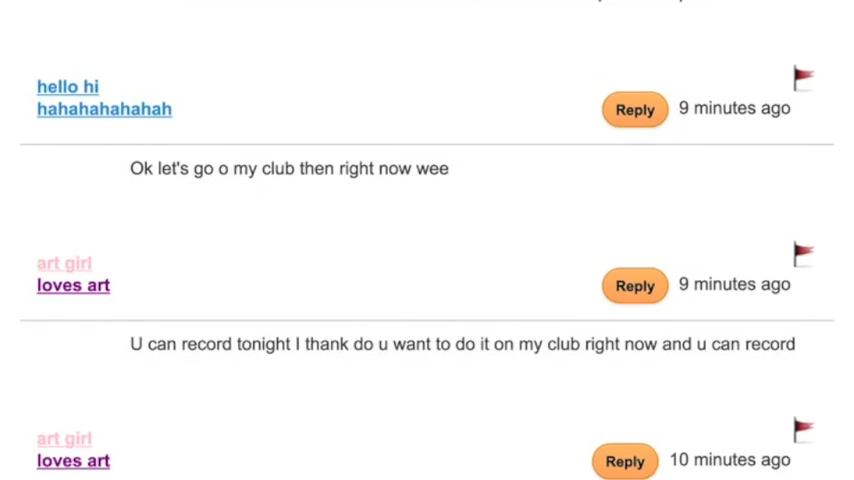 hello hi
hahahahahahah
Reply 9 minutes ago
Ok let's go o my club then right now wee
art girl
loves art
Reply 9 minutes ago
U can record tonight I thank do u want to do it on my club right now and u can record
art girl
loves art
Reply 10 minutes ago